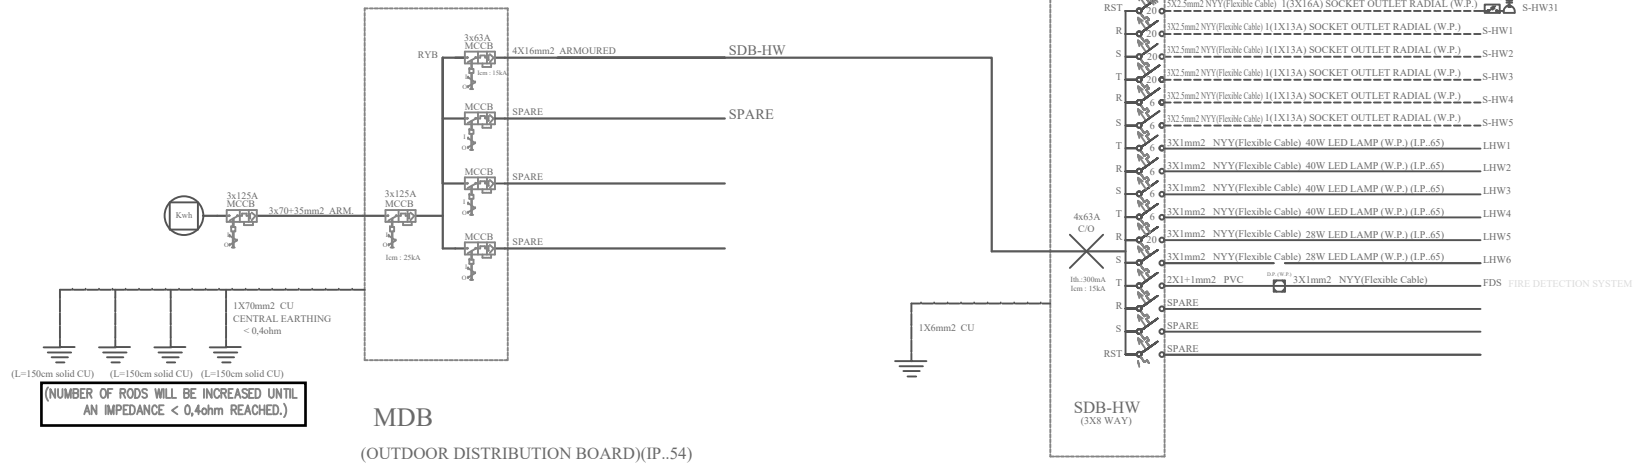 Kwh
3x125A
MCCB
3x70+35mm2 ARM.
3x125A
MCCB
Icm : 25kA
RYB
3x63A
MCCB
Icm : 15kA
4X16mm2 ARMOURED
SDB-HW
MCCB
SPARE
SPARE
MCCB
SPARE
MCCB
SPARE
1X70mm2 CU
CENTRAL EARTHING
< 0,4ohm
(L=150cm solid CU) (L=150cm solid CU) (L=150cm solid CU)
(NUMBER OF RODS WILL BE INCREASED UNTIL
AN IMPEDANCE < 0,4ohm REACHED.)
MDB
(OUTDOOR DISTRIBUTION BOARD)(IP..54)
1X6mm2 CU
4x63A
C/O
Ith.:300mA
Icm : 15kA
RST 20 5X2.5mm2 NYY(Flexible Cable) 1(3X16A) SOCKET OUTLET RADIAL (W.P.) S-HW31
R 20 3X2.5mm2 NYY(Flexible Cable) 1(1X13A) SOCKET OUTLET RADIAL (W.P.) S-HW1
S 20 3X2.5mm2 NYY(Flexible Cable) 1(1X13A) SOCKET OUTLET RADIAL (W.P.) S-HW2
T 20 3X2.5mm2 NYY(Flexible Cable) 1(1X13A) SOCKET OUTLET RADIAL (W.P.) S-HW3
R 6 3X2.5mm2 NYY(Flexible Cable) 1(1X13A) SOCKET OUTLET RADIAL (W.P.) S-HW4
S 6 3X2.5mm2 NYY(Flexible Cable) 1(1X13A) SOCKET OUTLET RADIAL (W.P.) S-HW5
T 6 3X1mm2 NYY(Flexible Cable) 40W LED LAMP (W.P.) (I.P..65) LHW1
R 6 3X1mm2 NYY(Flexible Cable) 40W LED LAMP (W.P.) (I.P..65) LHW2
S 6 3X1mm2 NYY(Flexible Cable) 40W LED LAMP (W.P.) (I.P..65) LHW3
T 6 3X1mm2 NYY(Flexible Cable) 40W LED LAMP (W.P.) (I.P..65) LHW4
R 20 3X1mm2 NYY(Flexible Cable) 28W LED LAMP (W.P.) (I.P..65) LHW5
S 3X1mm2 NYY(Flexible Cable) 28W LED LAMP (W.P.) (I.P..65) LHW6
T 2X1+1mm2 PVC D.P. (W.P.) 3X1mm2 NYY(Flexible Cable) FDS FIRE DETECTION SYSTEM
R SPARE
S SPARE
RST SPARE
SDB-HW
(3X8 WAY)